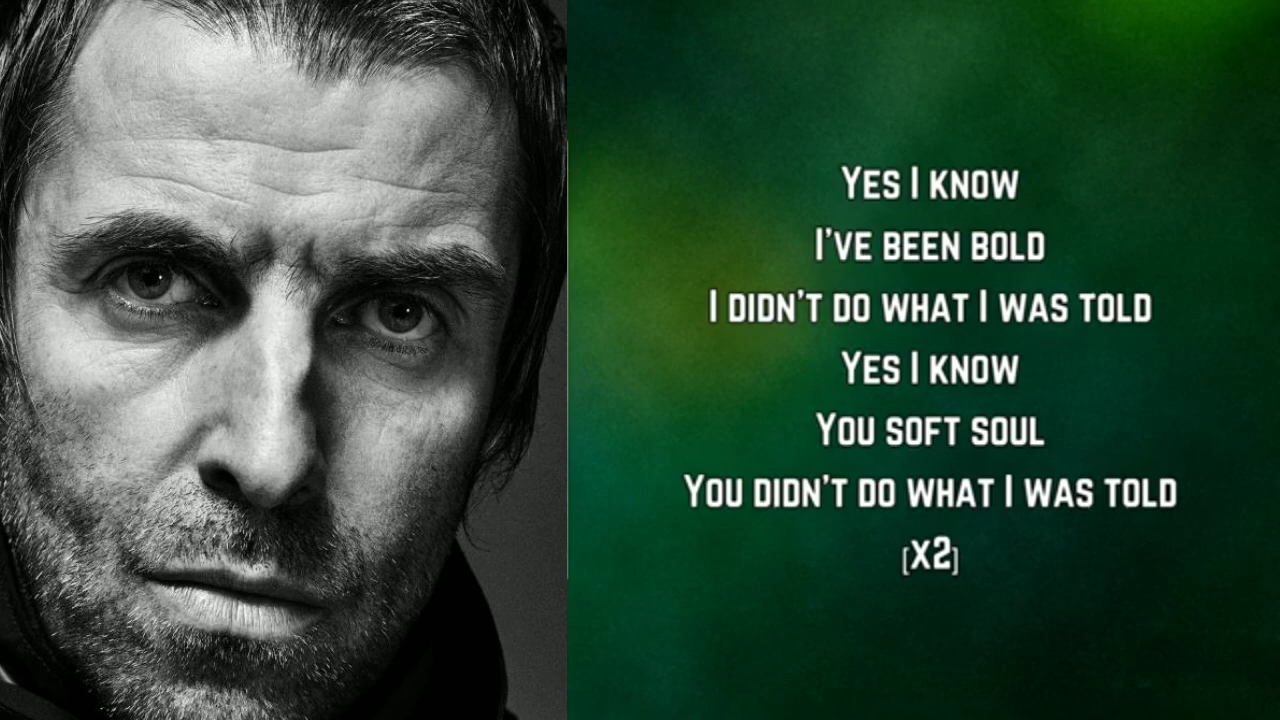 Yes I know
I've been bold
I didn't do what I was told
Yes I know
You soft soul
You didn't do what I was told
[x2]